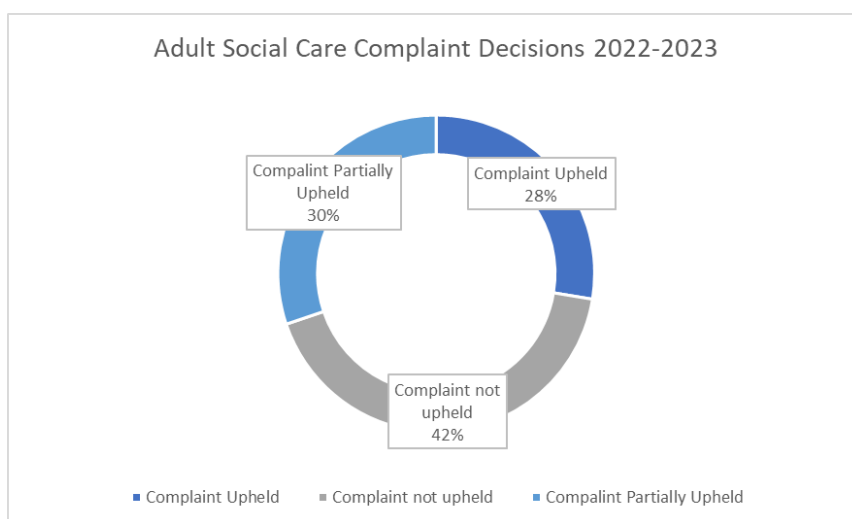 Adult Social Care Complaint Decisions 2022-2023
Compalint Partially
Upheld
30%
Complaint Upheld
28%
Complaint not
upheld
42%
Complaint Upheld
Complaint not upheld
Compalint Partially Upheld